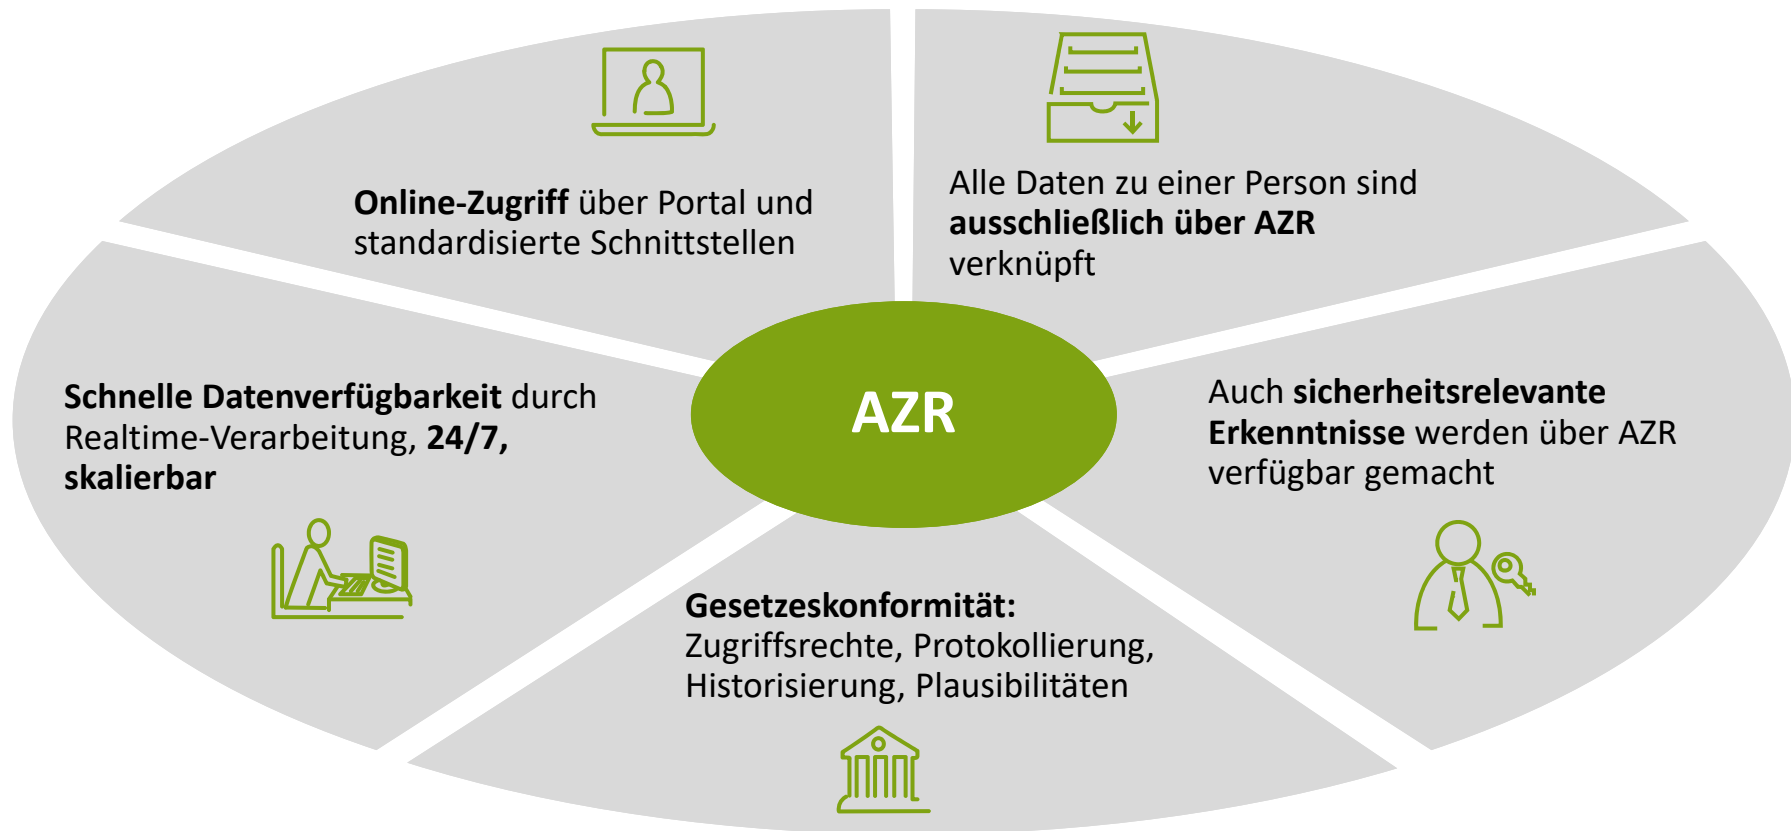 Online-Zugriff über Portal und
standardisierte Schnittstellen
Alle Daten zu einer Person sind
ausschließlich über AZR
verknüpft
Schnelle Datenverfügbarkeit durch
Realtime-Verarbeitung, 24/7,
skalierbar
AZR
Auch sicherheitsrelevante
Erkenntnisse werden über AZR
verfügbar gemacht
Gesetzeskonformität:
Zugriffsrechte, Protokollierung,
Historisierung, Plausibilitäten